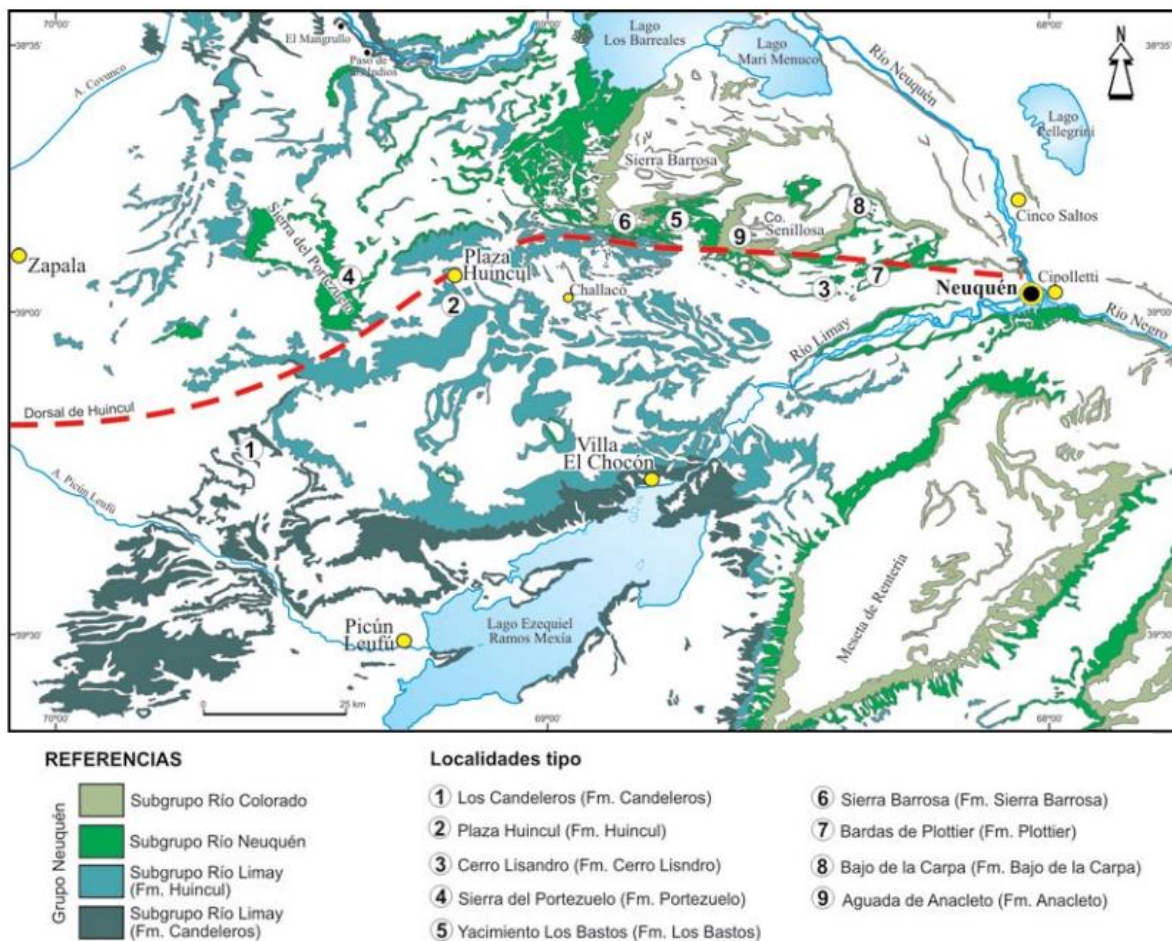 70°00'
69°00'
68°00'
38°35'
38°35'
El Mangrullo
Paso de
los Indios
A. Covunco
Lago
Los Barreales
Lago
Mari Menuco
Río Neuquén
N
Lago
Pellegrini
Sierra Barrosa
Cinco Saltos
6
5
8
Co.
Senillosa
9
Sierra del Portezuelo
Zapala
4
Plaza
Huincul
2
Challacó
3
7
Neuquén
Cipolletti
39°00'
39°00'
Río Limay
Río Negro
Dorsal de Huincul
1
Villa
El Chocón
A. Picún Leufú
Meseta de Rentería
Picún
Leufú
Lago Ezequiel
Ramos Mexía
39°30'
39°30'
0
25 km
70°00'
69°00'
68°00'
REFERENCIAS
Grupo Neuquén
Subgrupo Río Colorado
Subgrupo Río Neuquén
Subgrupo Río Limay
(Fm. Huincul)
Subgrupo Río Limay
(Fm. Candeleros)
Localidades tipo
1 Los Candeleros (Fm. Candeleros)
2 Plaza Huincul (Fm. Huincul)
3 Cerro Lisandro (Fm. Cerro Lisndro)
4 Sierra del Portezuelo (Fm. Portezuelo)
5 Yacimiento Los Bastos (Fm. Los Bastos)
6 Sierra Barrosa (Fm. Sierra Barrosa)
7 Bardas de Plottier (Fm. Plottier)
8 Bajo de la Carpa (Fm. Bajo de la Carpa)
9 Aguada de Anacleto (Fm. Anacleto)